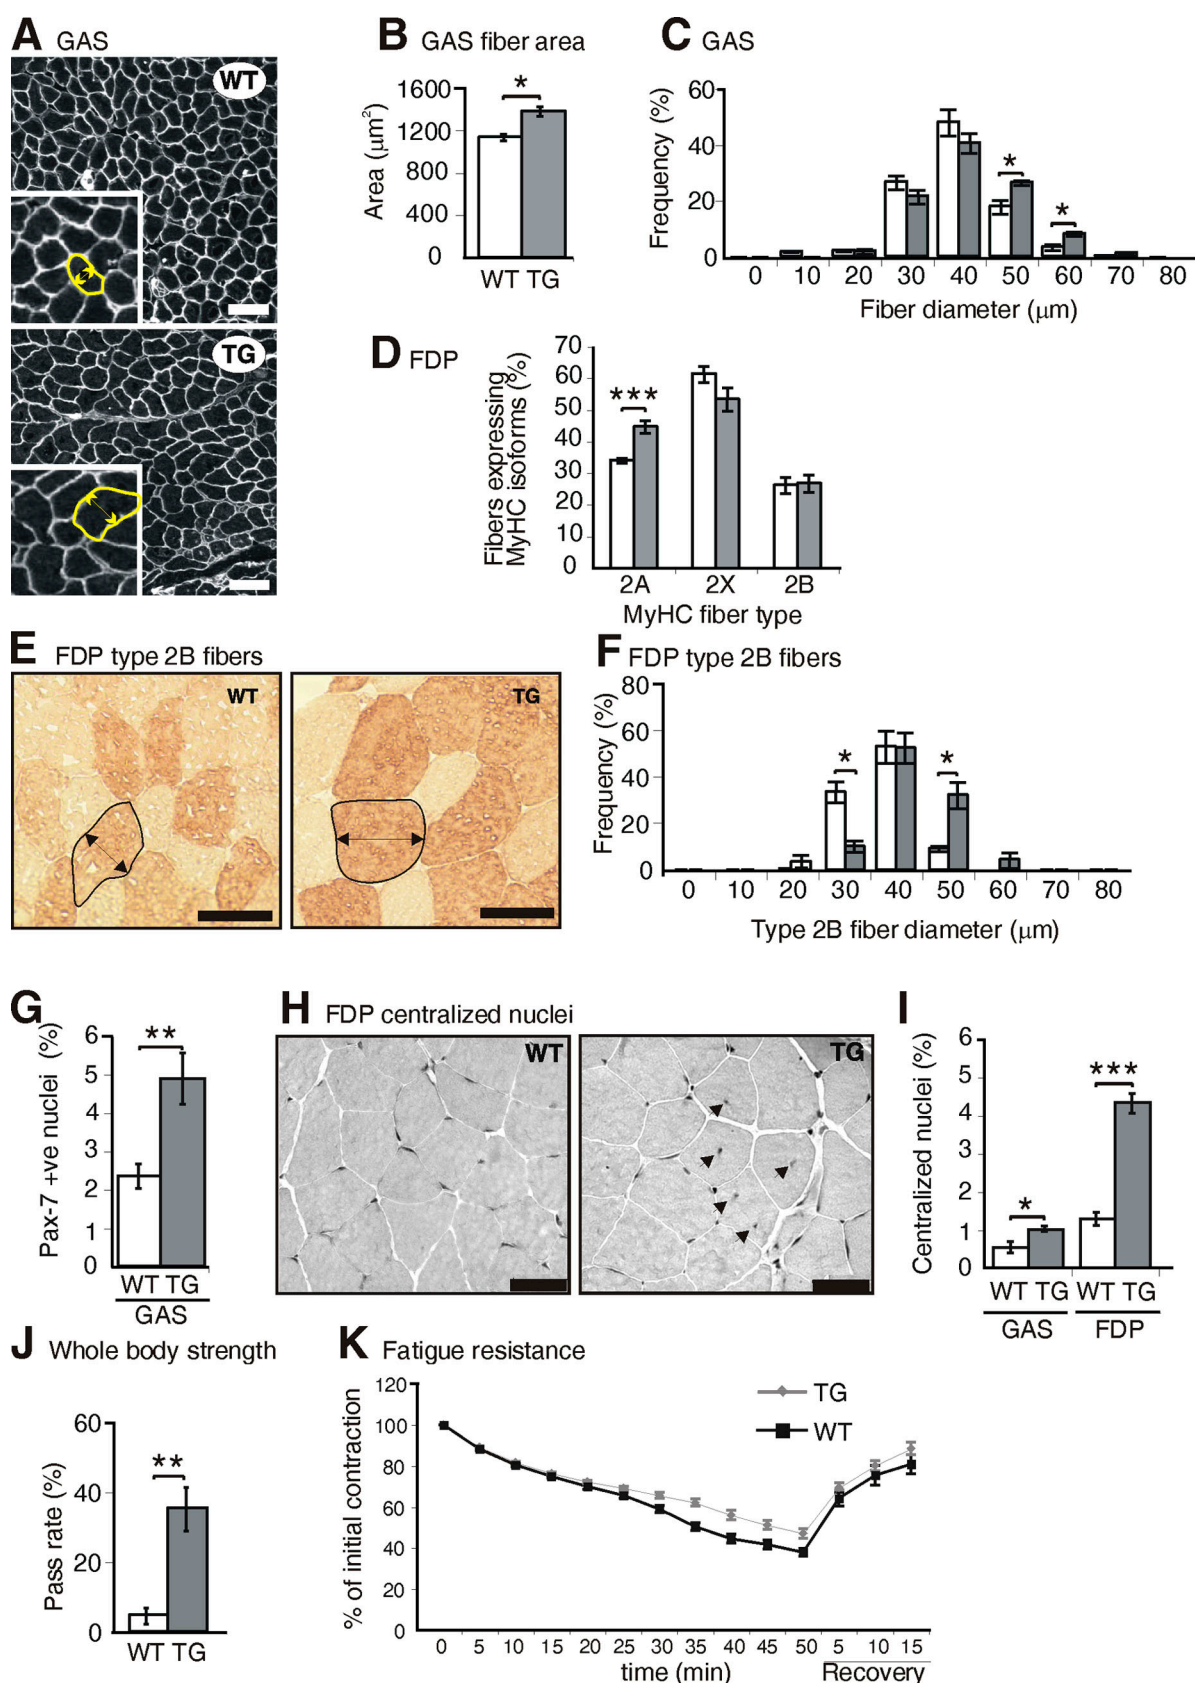 A GAS
WT
TG
B GAS fiber area
Area (μm²)
1600
1200
800
400
0
*
WT TG
C GAS
Frequency (%)
60
40
20
0
*
*
0 10 20 30 40 50 60 70 80
Fiber diameter (μm)
D FDP
Fibers expressing
MyHC isoforms (%)
70
60
50
40
30
20
10
0
***
2A 2X 2B
MyHC fiber type
E FDP type 2B fibers
WT
TG
F FDP type 2B fibers
Frequency (%)
80
60
40
20
0
*
*
0 10 20 30 40 50 60 70 80
Type 2B fiber diameter (μm)
G
Pax-7 +ve nuclei (%)
6
5
4
3
2
1
0
**
WT TG
GAS
H FDP centralized nuclei
WT
TG
I
Centralized nuclei (%)
6
5
4
3
2
1
0
*
***
WT TG WT TG
GAS FDP
J Whole body strength
Pass rate (%)
60
40
20
0
**
WT TG
K Fatigue resistance
% of initial contraction
120
100
80
60
40
20
0
TG
WT
0 5 10 15 20 25 30 35 40 45 50 5 10 15
time (min) Recovery